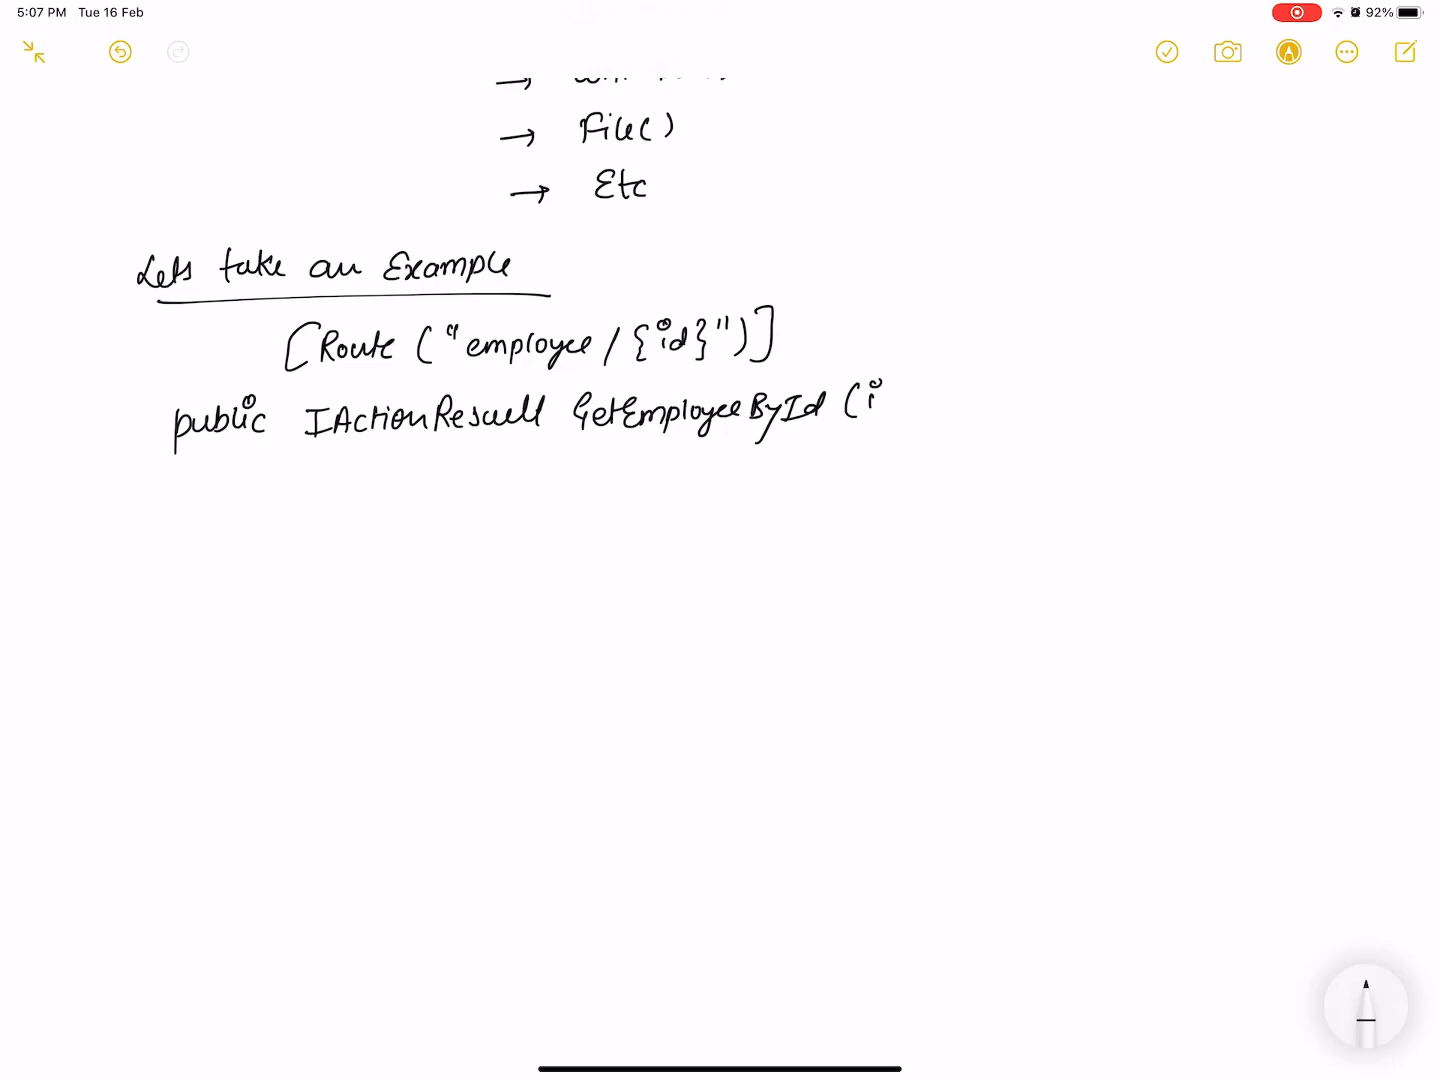 5:07 PM Tue 16 Feb 92%
→ File()
→ Etc
Lets take an Example
[Route ("employee/{id}")]
public IActionResult GetEmployeeById (i